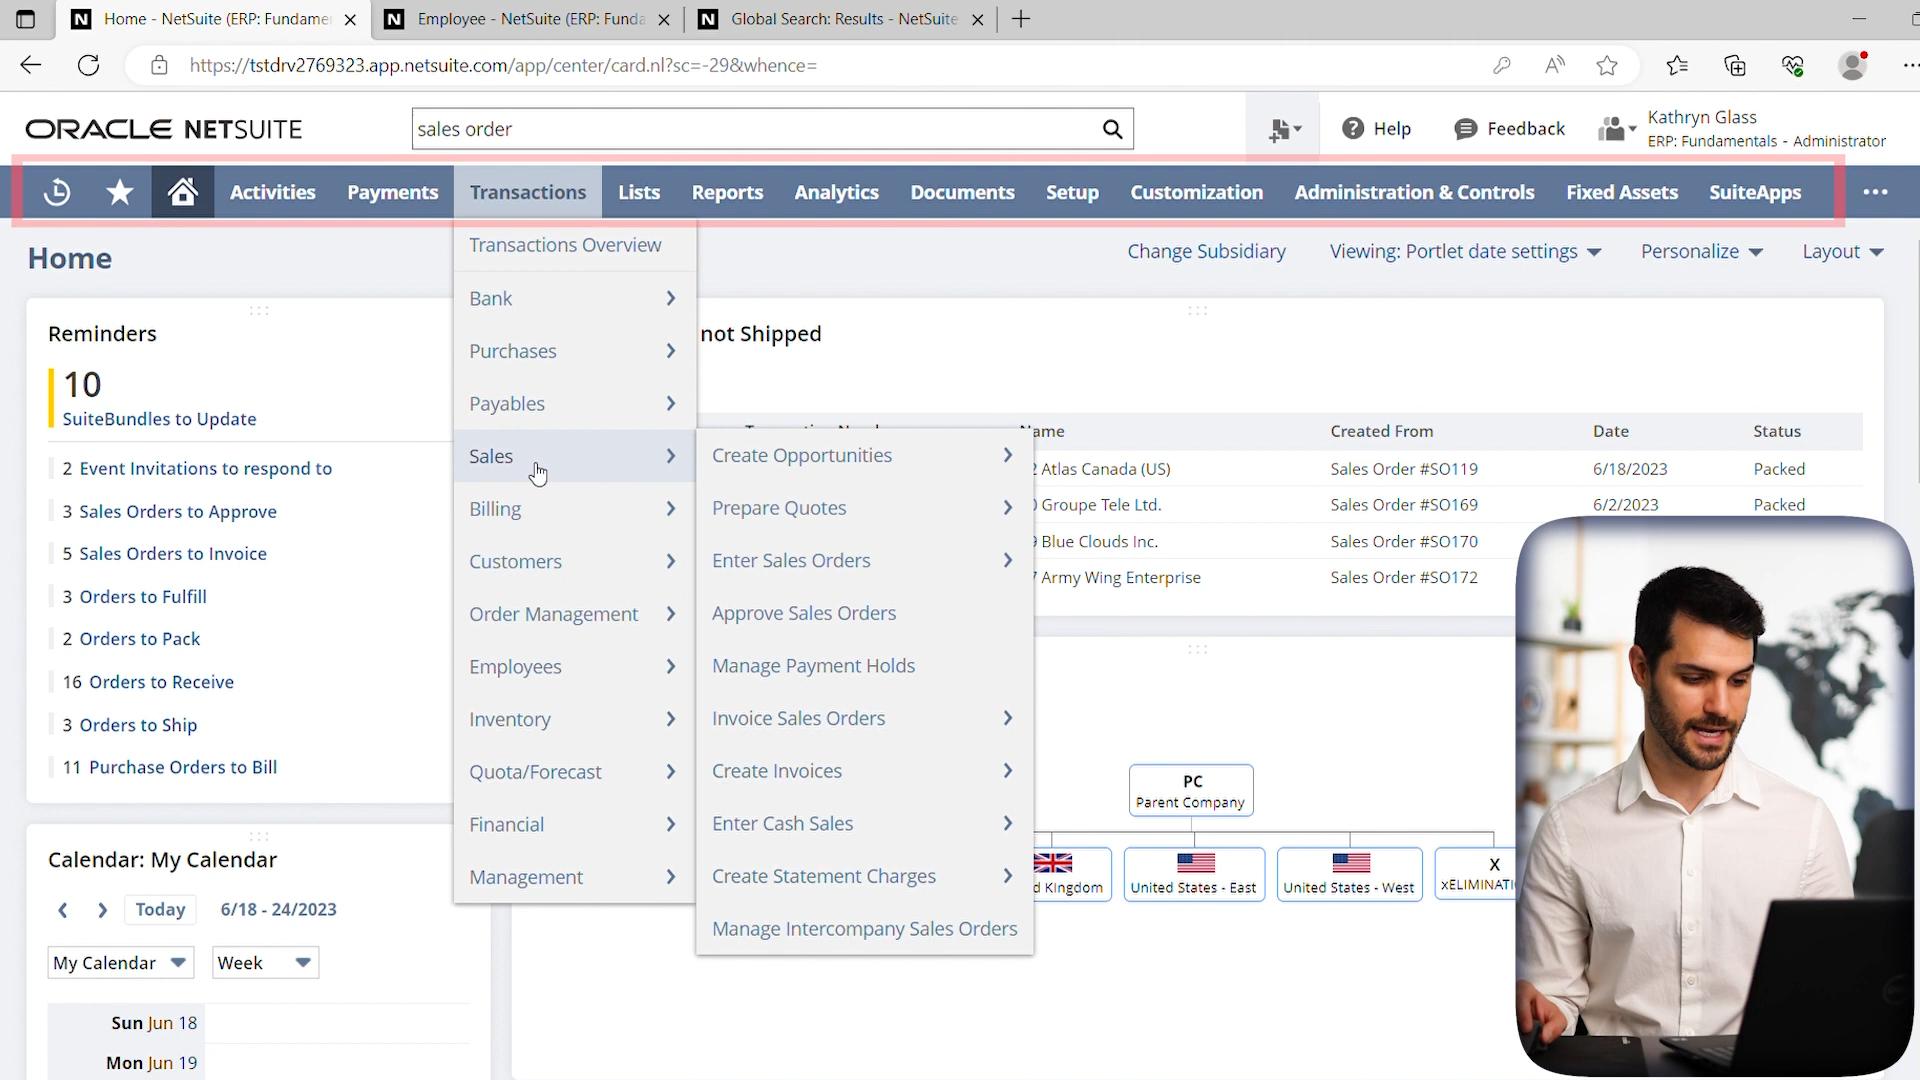 Home - NetSuite (ERP: Fundame
Employee - NetSuite (ERP: Funda
Global Search: Results - NetSuite
https://tstdrv2769323.app.netsuite.com/app/center/card.nl?sc=-29&whence=
ORACLE NETSUITE
sales order
Help
Feedback
Kathryn Glass
ERP: Fundamentals - Administrator
Activities
Payments
Transactions
Lists
Reports
Analytics
Documents
Setup
Customization
Administration & Controls
Fixed Assets
SuiteApps
Home
Change Subsidiary
Viewing: Portlet date settings
Personalize
Layout
Reminders
10
SuiteBundles to Update
2 Event Invitations to respond to
3 Sales Orders to Approve
5 Sales Orders to Invoice
3 Orders to Fulfill
2 Orders to Pack
16 Orders to Receive
3 Orders to Ship
11 Purchase Orders to Bill
Calendar: My Calendar
Today
6/18 - 24/2023
My Calendar
Week
Sun Jun 18
Mon Jun 19
Transactions Overview
Bank
Purchases
Payables
Sales
Billing
Customers
Order Management
Employees
Inventory
Quota/Forecast
Financial
Management
Create Opportunities
Prepare Quotes
Enter Sales Orders
Approve Sales Orders
Manage Payment Holds
Invoice Sales Orders
Create Invoices
Enter Cash Sales
Create Statement Charges
Manage Intercompany Sales Orders
not Shipped
Name Created From Date Status
2 Atlas Canada (US) Sales Order #SO119 6/18/2023 Packed
Groupe Tele Ltd. Sales Order #SO169 6/2/2023 Packed
Blue Clouds Inc. Sales Order #SO170
Army Wing Enterprise Sales Order #SO172
PC
Parent Company
d Kingdom
United States - East
United States - West
X
xELIMINATI